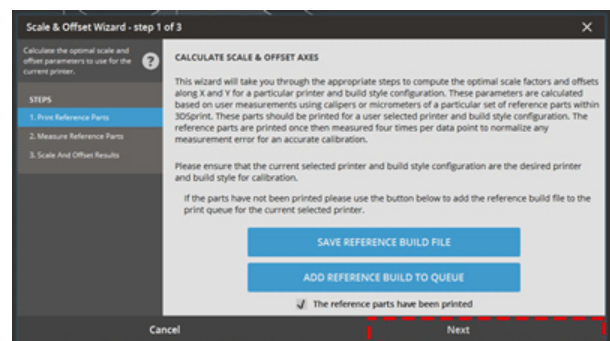 Scale & Offset Wizard - step 1 of 3
Calculate the optimal scale and
offset parameters to use for the
current printer.
?
STEPS
1. Print Reference Parts
2. Measure Reference Parts
3. Scale And Offset Results
CALCULATE SCALE & OFFSET AXES
This wizard will take you through the appropriate steps to compute the optimal scale factors and offsets
along X and Y for a particular printer and build style configuration. These parameters are calculated
based on user measurements using calipers or micrometers of a particular set of reference parts within
3DSprint. These parts should be printed for a user selected printer and build style configuration. The
reference parts are printed once then measured four times per data point to normalize any
measurement error for an accurate calibration.
Please ensure that the current selected printer and build style configuration are the desired printer
and build style for calibration.
If the parts have not been printed please use the button below to add the reference build file to the
print queue for the current selected printer.
SAVE REFERENCE BUILD FILE
ADD REFERENCE BUILD TO QUEUE
The reference parts have been printed
Cancel
Next